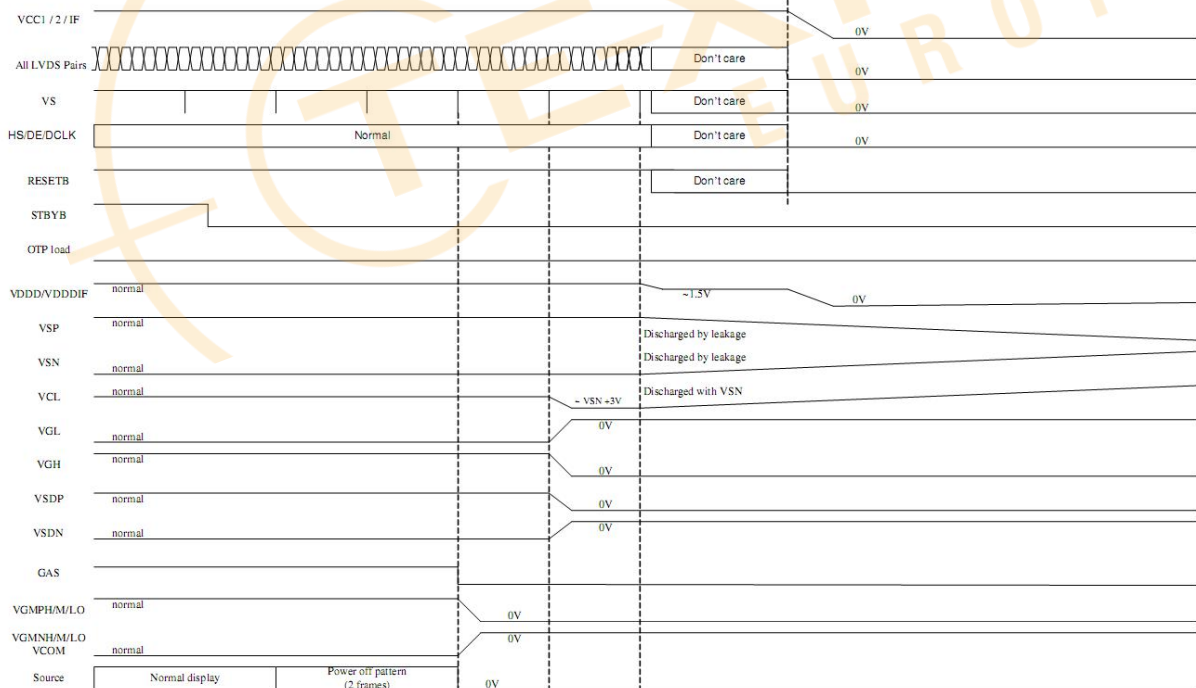 VCC1 / 2 / IF
0V
All LVDS Pairs
Don't care
0V
VS
Don't care
0V
HS/DE/DCLK
Normal
Don't care
0V
RESETB
Don't care
STBYB
OTP load
VDDD/VDDDIF
normal
~1.5V
0V
VSP
normal
Discharged by leakage
VSN
normal
Discharged by leakage
VCL
normal
~ VSN +3V
Discharged with VSN
VGL
normal
0V
VGH
normal
0V
VSDP
normal
0V
VSDN
normal
0V
GAS
VGMPH/M/LO
normal
0V
VGMNH/M/LO
VCOM
normal
0V
Source
Normal display
Power off pattern
(2 frames)
0V
TEX
EURO